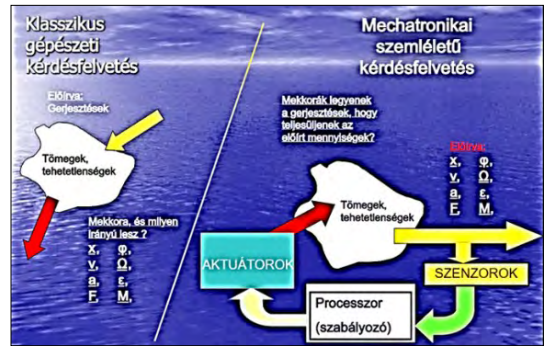 Klasszikus
gépészeti
kérdésfelvetés
Előírva:
Gerjesztések
Tömegek,
tehetetlenségek
Mekkora, és milyen
irányú lesz ?
x, φ,
v, Ω,
a, ε,
F, M,
Mechatronikai
szemléletű
kérdésfelvetés
Mekkorák legyenek
a gerjesztések, hogy
teljesüljenek az
előírt mennyiségek?
Előírva:
x, φ,
v, Ω,
a, ε,
F, M,
Tömegek,
tehetetlenségek
AKTUÁTOROK
SZENZOROK
Processzor
(szabályozó)